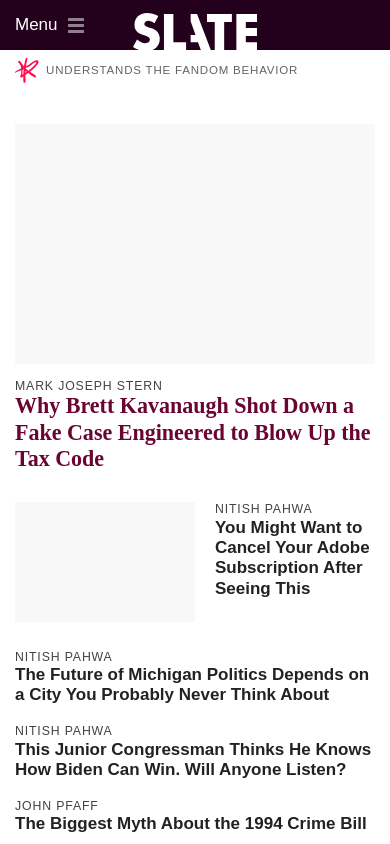 Menu
SLATE
UNDERSTANDS THE FANDOM BEHAVIOR
MARK JOSEPH STERN
Why Brett Kavanaugh Shot Down a
Fake Case Engineered to Blow Up the
Tax Code
NITISH PAHWA
You Might Want to
Cancel Your Adobe
Subscription After
Seeing This
NITISH PAHWA
The Future of Michigan Politics Depends on
a City You Probably Never Think About
NITISH PAHWA
This Junior Congressman Thinks He Knows
How Biden Can Win. Will Anyone Listen?
JOHN PFAFF
The Biggest Myth About the 1994 Crime Bill